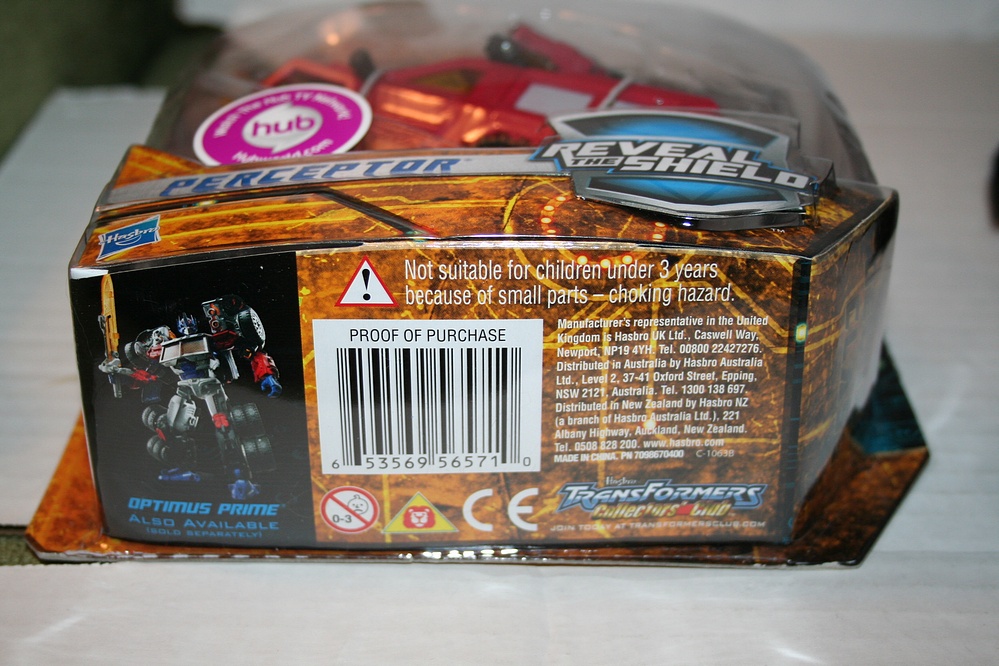 hub
PERCEPTOR
REVEAL
THE SHIELD
TM
Hasbro
Not suitable for children under 3 years
because of small parts – choking hazard.
PROOF OF PURCHASE
6 53569 56571 0
Manufacturer's representative in the United
Kingdom is Hasbro UK Ltd., Caswell Way,
Newport, NP19 4YH. Tel. 00800 22427276.
Distributed in Australia by Hasbro Australia
Ltd., Level 2, 37-41 Oxford Street, Epping,
NSW 2121, Australia. Tel. 1300 138 697.
Distributed in New Zealand by Hasbro NZ
(a branch of Hasbro Australia Ltd.), 221
Albany Highway, Auckland, New Zealand.
Tel. 0508 828 200. www.hasbro.com
MADE IN CHINA. PN 7098670400 C-1063B
OPTIMUS PRIME
ALSO AVAILABLE
(SOLD SEPARATELY)
0-3
CE
Hasbro
TRANSFORMERS
Collectors Club
JOIN TODAY AT TRANSFORMERSCLUB.COM